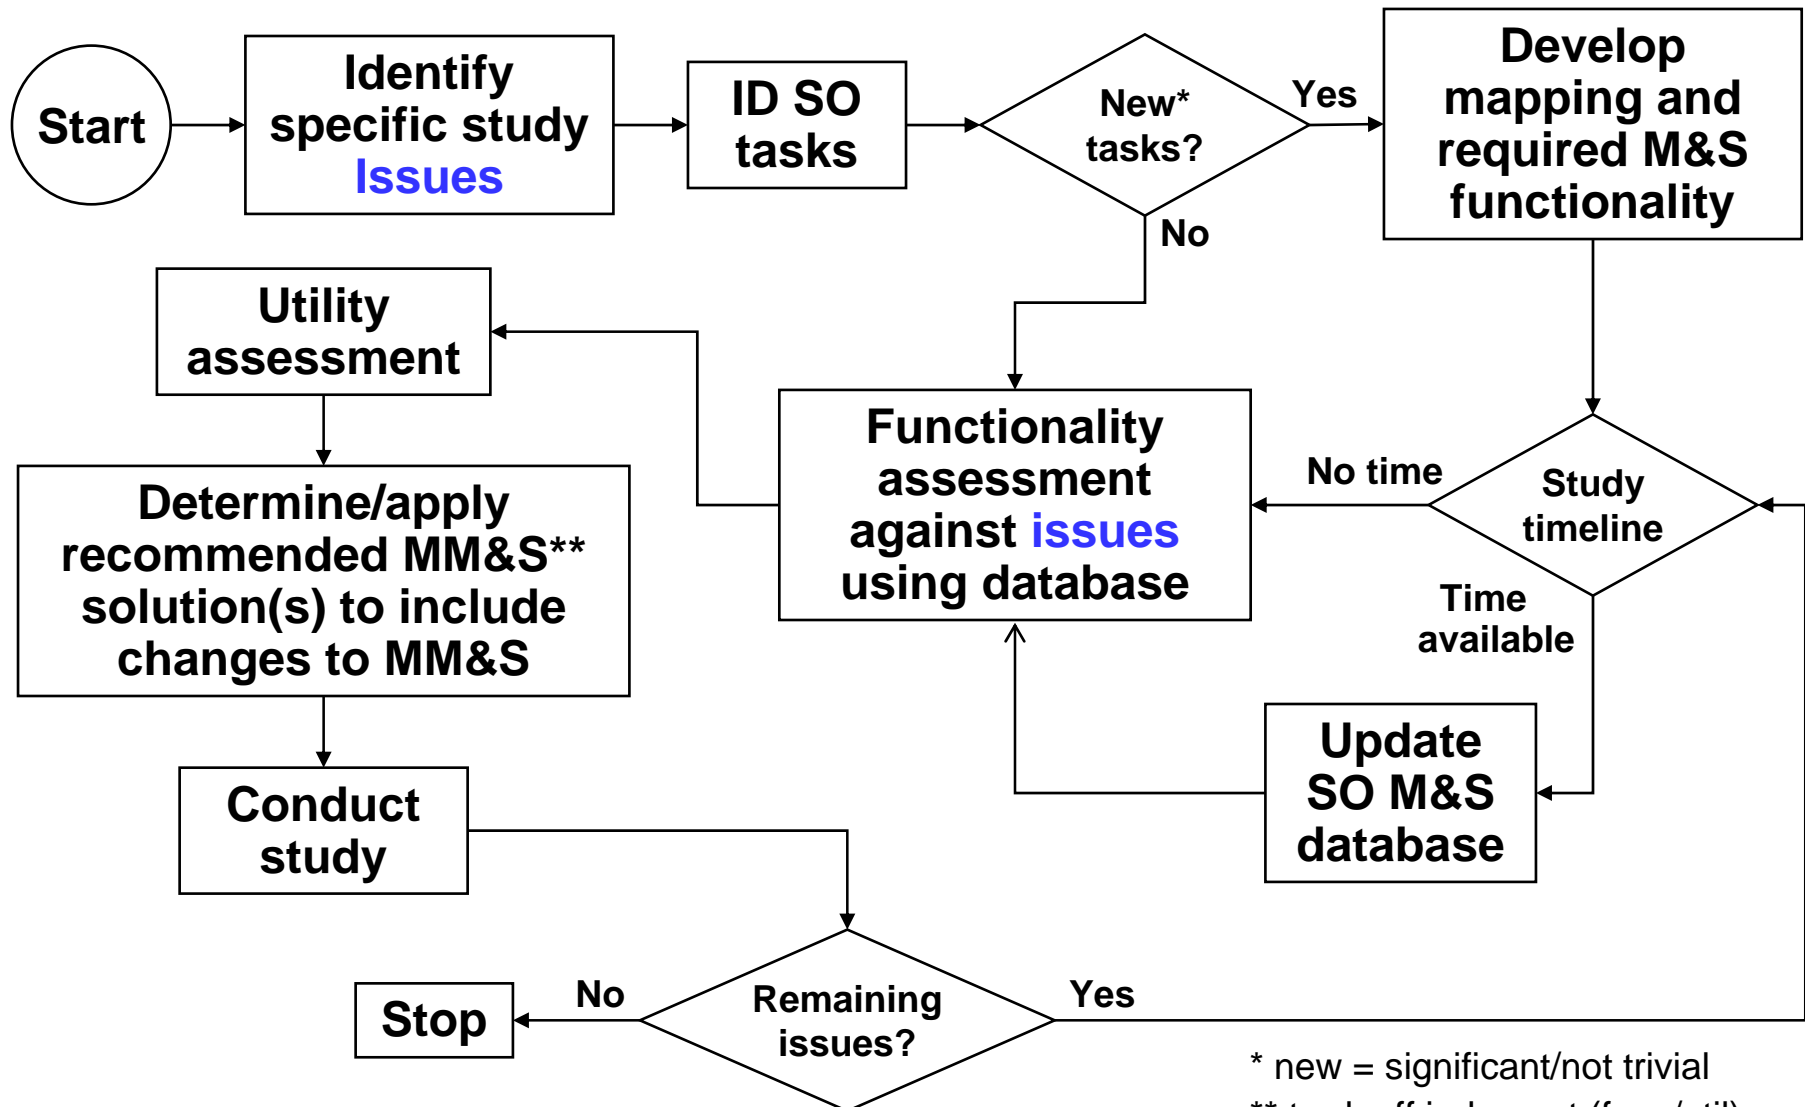 Start
Identify
specific study
Issues
ID SO
tasks
New*
tasks?
Yes
No
Develop
mapping and
required M&S
functionality
Utility
assessment
Functionality
assessment
against issues
using database
No time
Study
timeline
Time
available
Determine/apply
recommended MM&S**
solution(s) to include
changes to MM&S
Update
SO M&S
database
Conduct
study
Stop
No
Remaining
issues?
Yes
* new = significant/not trivial